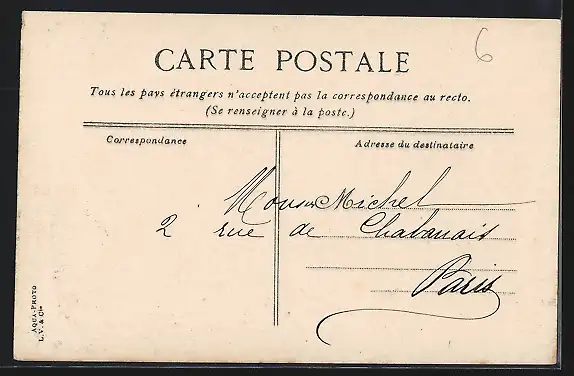 6
CARTE POSTALE
Tous les pays étrangers n'acceptent pas la correspondance au recto.
(Se renseigner à la poste.)
Correspondance
Adresse du destinataire
Monsr Michel
2 rue de Chabanais
Paris
AQUA-PHOTO
L. V. & Cie